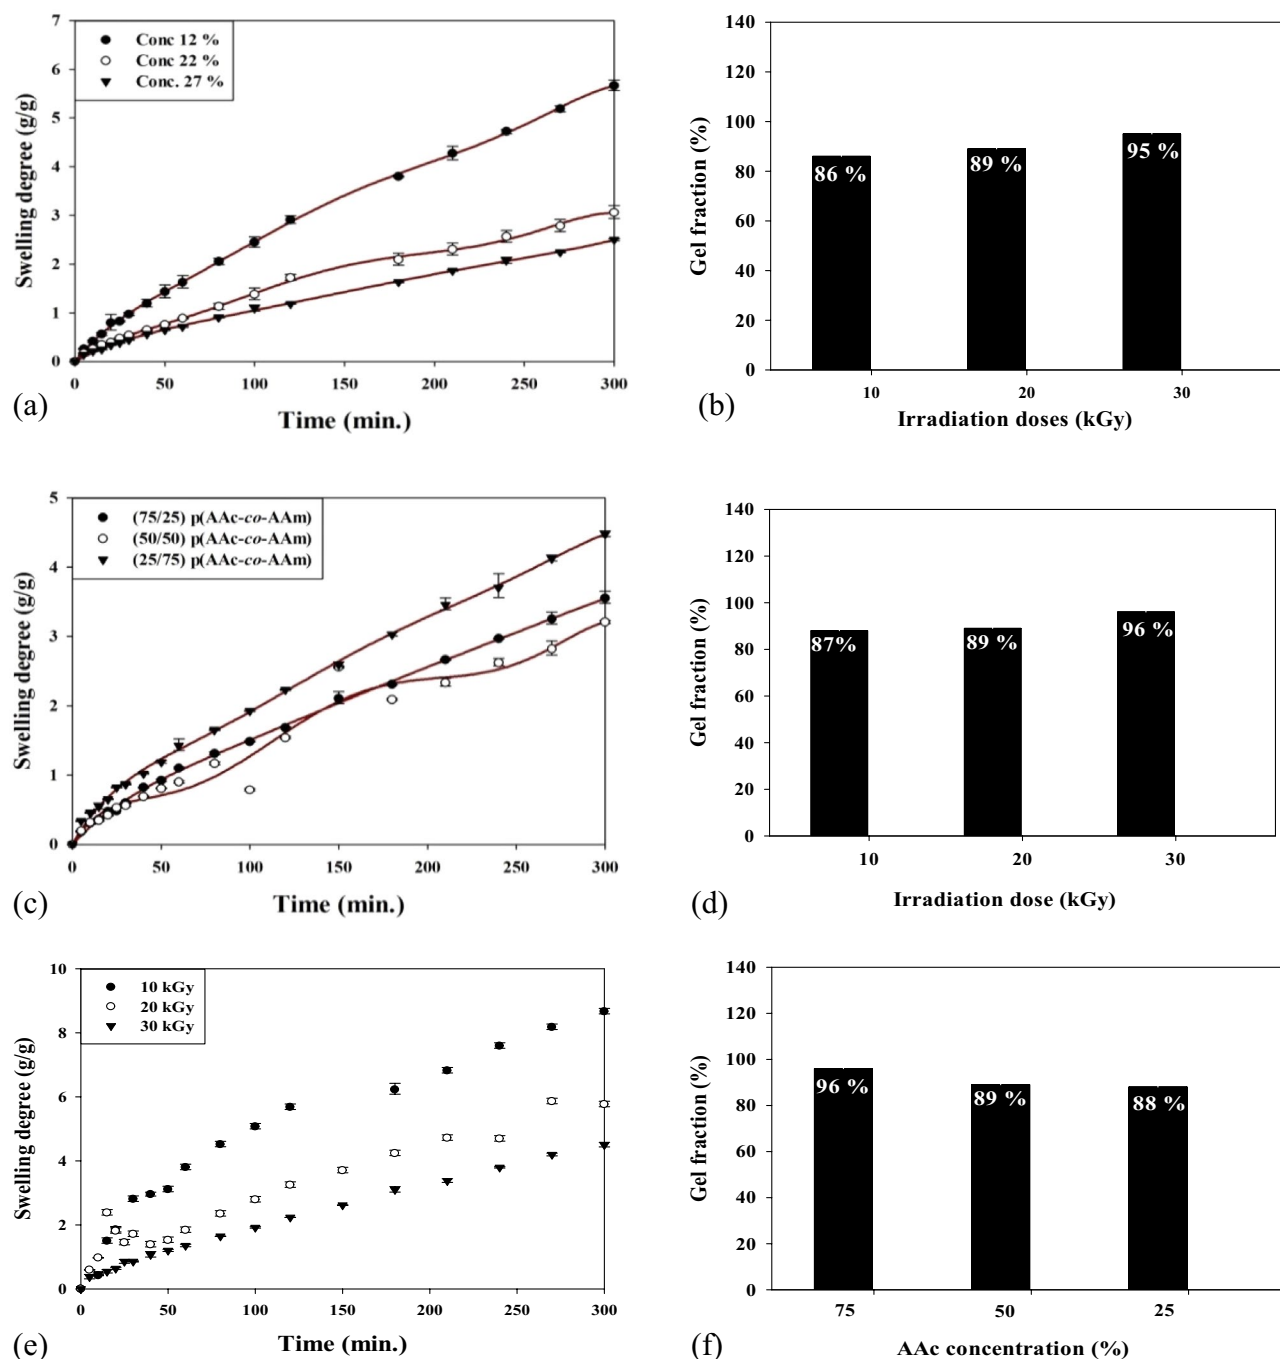 7
6
5
4
3
2
1
0
Swelling degree (g/g)
Conc 12 %
Conc 22 %
Conc. 27 %
0 50 100 150 200 250 300
Time (min.)
(a)
140
120
100
80
60
40
20
0
Gel fraction (%)
86 % 89 % 95 %
10 20 30
Irradiation doses (kGy)
(b)
5
4
3
2
1
0
Swelling degree (g/g)
(75/25) p(AAc-co-AAm)
(50/50) p(AAc-co-AAm)
(25/75) p(AAc-co-AAm)
0 50 100 150 200 250 300
Time (min.)
(c)
140
120
100
80
60
40
20
0
Gel fraction (%)
87% 89 % 96 %
10 20 30
Irradiation dose (kGy)
(d)
10
8
6
4
2
0
Swelling degree (g/g)
10 kGy
20 kGy
30 kGy
0 50 100 150 200 250 300
Time (min.)
(e)
140
120
100
80
60
40
20
0
Gel fraction (%)
96 % 89 % 88 %
75 50 25
AAc concentration (%)
(f)